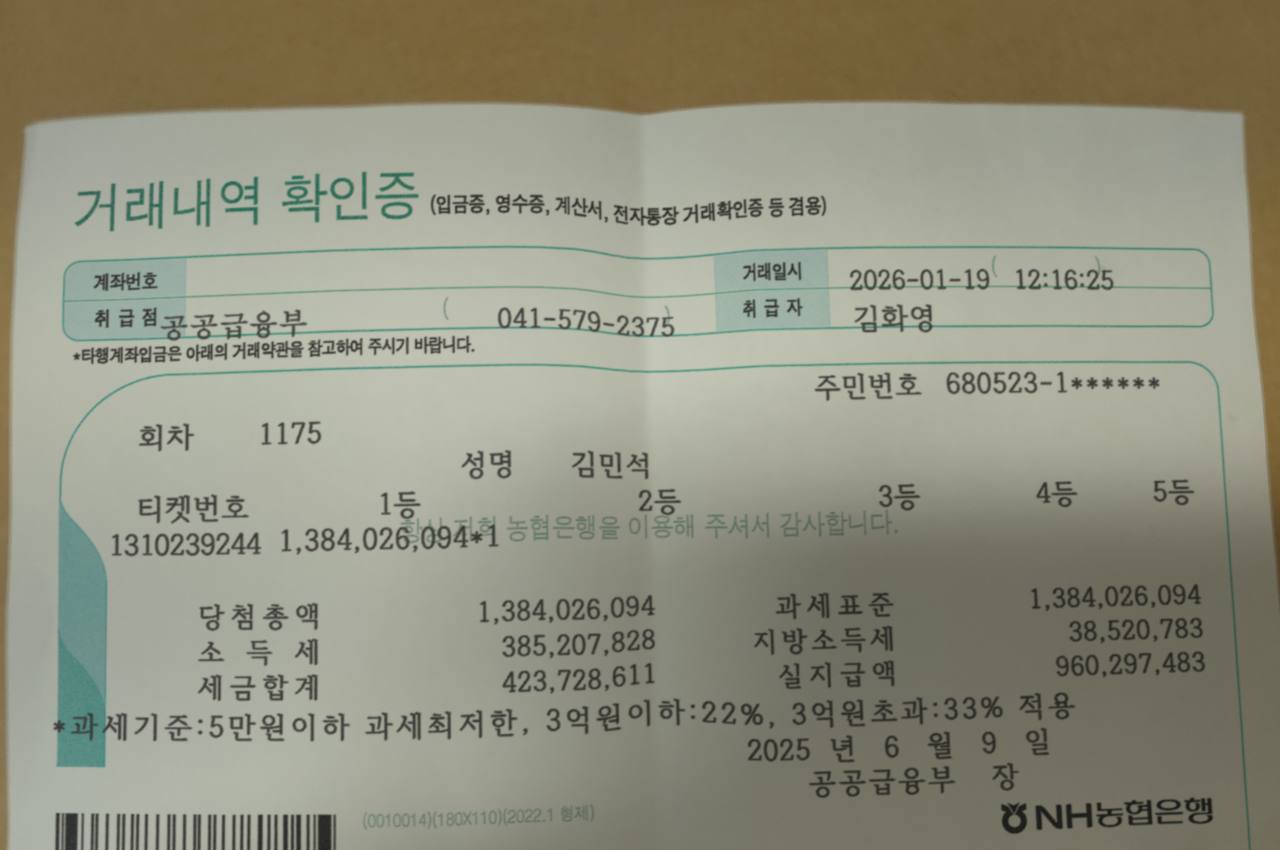 거래내역 확인증 (입금증, 영수증, 계산서, 전자통장 거래확인증 등 겸용)
계좌번호 거래일시 2026-01-19( 12:16:25 )
취급점 공공급융부 ( 041-579-2375 ) 취급자 김화영
*타행계좌입금은 아래의 거래약관을 참고하여 주시기 바랍니다.
주민번호 680523-1******
회차 1175
성명 김민석
티켓번호 1등 2등 3등 4등 5등
농협은행을 이용해 주셔서 감사합니다.
1310239244 1,384,026,094*1
당첨총액 1,384,026,094 과세표준 1,384,026,094
소 득 세 385,207,828 지방소득세 38,520,783
세금합계 423,728,611 실지급액 960,297,483
*과세기준:5만원이하 과세최저한, 3억원이하:22%, 3억원초과:33% 적용
2025 년 6 월 9 일
공공급융부 장
(0010014)(180X110)(2022.1 형제)
NH농협은행